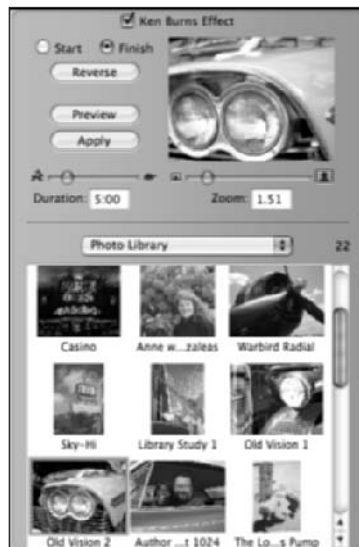 Ken Burns Effect
Start Finish
Reverse
Preview
Apply
Duration: 5:00 Zoom: 1.51
Photo Library 22
Casino Anne w...zaleas Warbird Radial
Sky-Hi Library Study 1 Old Vision 1
Old Vision 2 Author ...t 1024 The Lo...s Pump